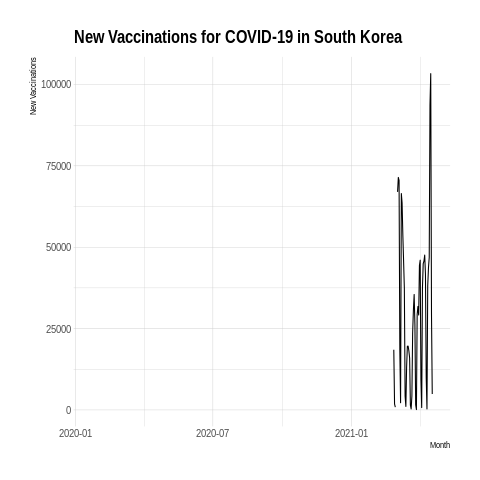 New Vaccinations for COVID-19 in South Korea
New Vaccinations
100000
75000
50000
25000
0
2020-01
2020-07
2021-01
Month